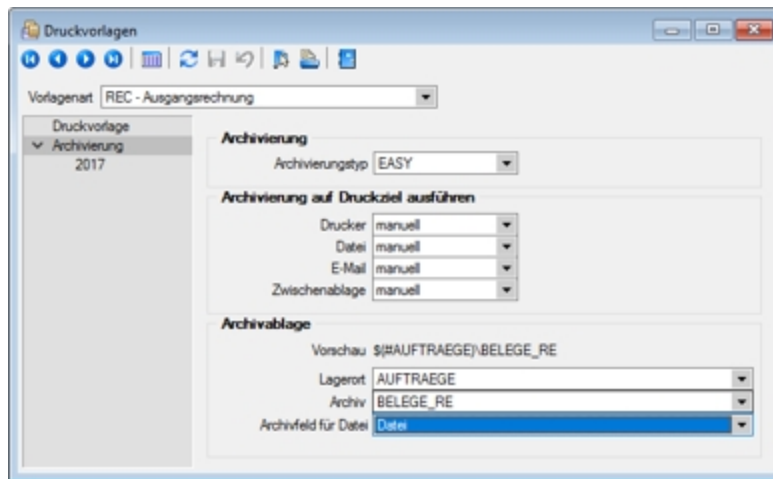 Druckvorlagen
Vorlagenart REC - Ausgangsrechnung
Druckvorlage
Archivierung
2017
Archivierung
Archivierungstyp EASY
Archivierung auf Druckziel ausführen
Drucker manuell
Datei manuell
E-Mail manuell
Zwischenablage manuell
Archivablage
Vorschau $(#AUFTRAEGE)\BELEGE_RE
Lagerort AUFTRAEGE
Archiv BELEGE_RE
Archivfeld für Datei Datei